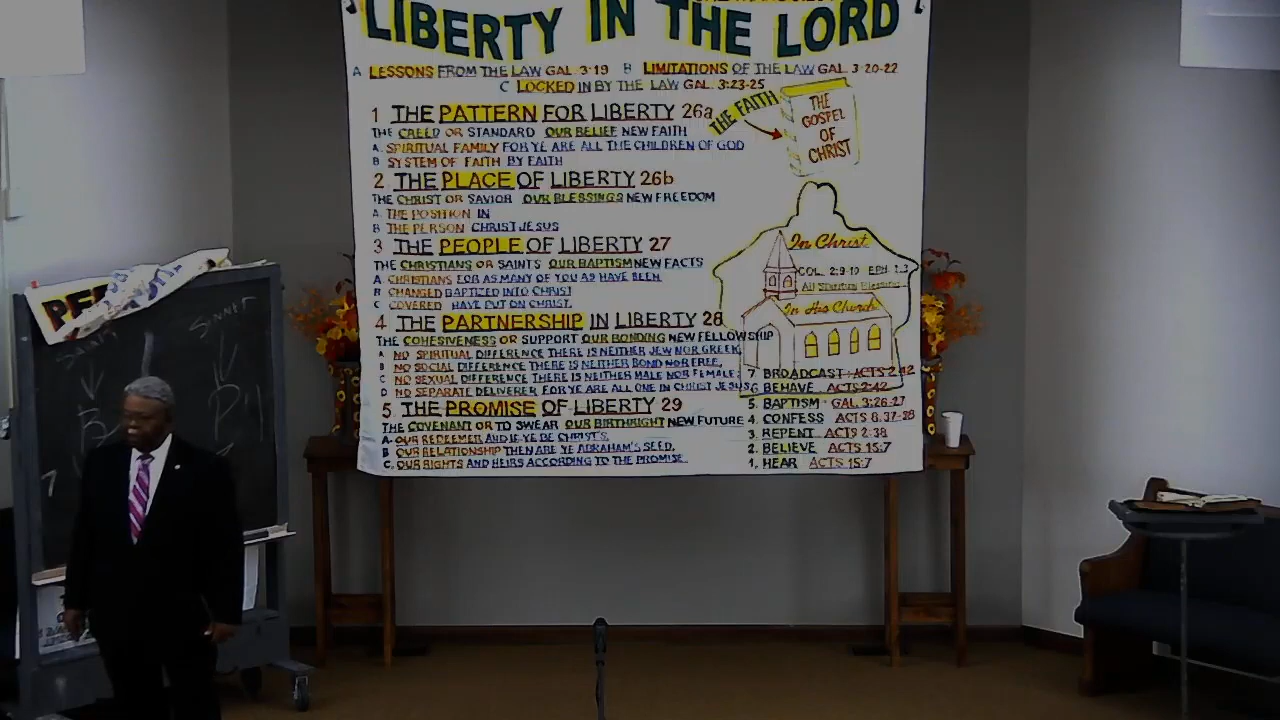 LIBERTY IN THE LORD
A LESSONS FROM THE LAW GAL. 3:19 B LIMITATIONS OF THE LAW GAL. 3:20-22
C LOCKED IN BY THE LAW GAL. 3:23-25
1 THE PATTERN FOR LIBERTY 26a
THE CREED OR STANDARD OUR BELIEF NEW FAITH
A. SPIRITUAL FAMILY FOR YE ARE ALL THE CHILDREN OF GOD
B SYSTEM OF FAITH BY FAITH
THE FAITH
THE
GOSPEL
OF
CHRIST
2 THE PLACE OF LIBERTY 26b
THE CHRIST OR SAVIOR OUR BLESSINGS NEW FREEDOM
A. THE POSITION IN
B THE PERSON CHRIST JESUS
3 THE PEOPLE OF LIBERTY 27
THE CHRISTIANS OR SAINTS OUR BAPTISM NEW FACTS
A. CHRISTIANS FOR AS MANY OF YOU AS HAVE BEEN
B CHANGED BAPTIZED INTO CHRIST
C COVERED HAVE PUT ON CHRIST.
In Christ
COL. 2:9-10 EPH. 1:3
All Spiritual Blessings
In His Church
4 THE PARTNERSHIP IN LIBERTY 28
THE COHESIVENESS OR SUPPORT OUR BONDING NEW FELLOWSHIP
A NO SPIRITUAL DIFFERENCE THERE IS NEITHER JEW NOR GREEK,
B NO SOCIAL DIFFERENCE THERE IS NEITHER BOND NOR FREE,
C NO SEXUAL DIFFERENCE THERE IS NEITHER MALE NOR FEMALE;
D NO SEPARATE DELIVERER FOR YE ARE ALL ONE IN CHRIST JESUS.
5. THE PROMISE OF LIBERTY 29
THE COVENANT OR TO SWEAR OUR BIRTHRIGHT NEW FUTURE
A. OUR REDEEMER AND IF YE BE CHRIST'S,
B OUR RELATIONSHIP THEN ARE YE ABRAHAM'S SEED,
C. OUR RIGHTS AND HEIRS ACCORDING TO THE PROMISE.
7 BROADCAST ACTS 2:42
6 BEHAVE ACTS 2:42
5. BAPTISM GAL. 3:26-27
4. CONFESS ACTS 8:37-38
3. REPENT ACTS 2:38
2. BELIEVE ACTS 15:7
1. HEAR ACTS 15:7
SINNER